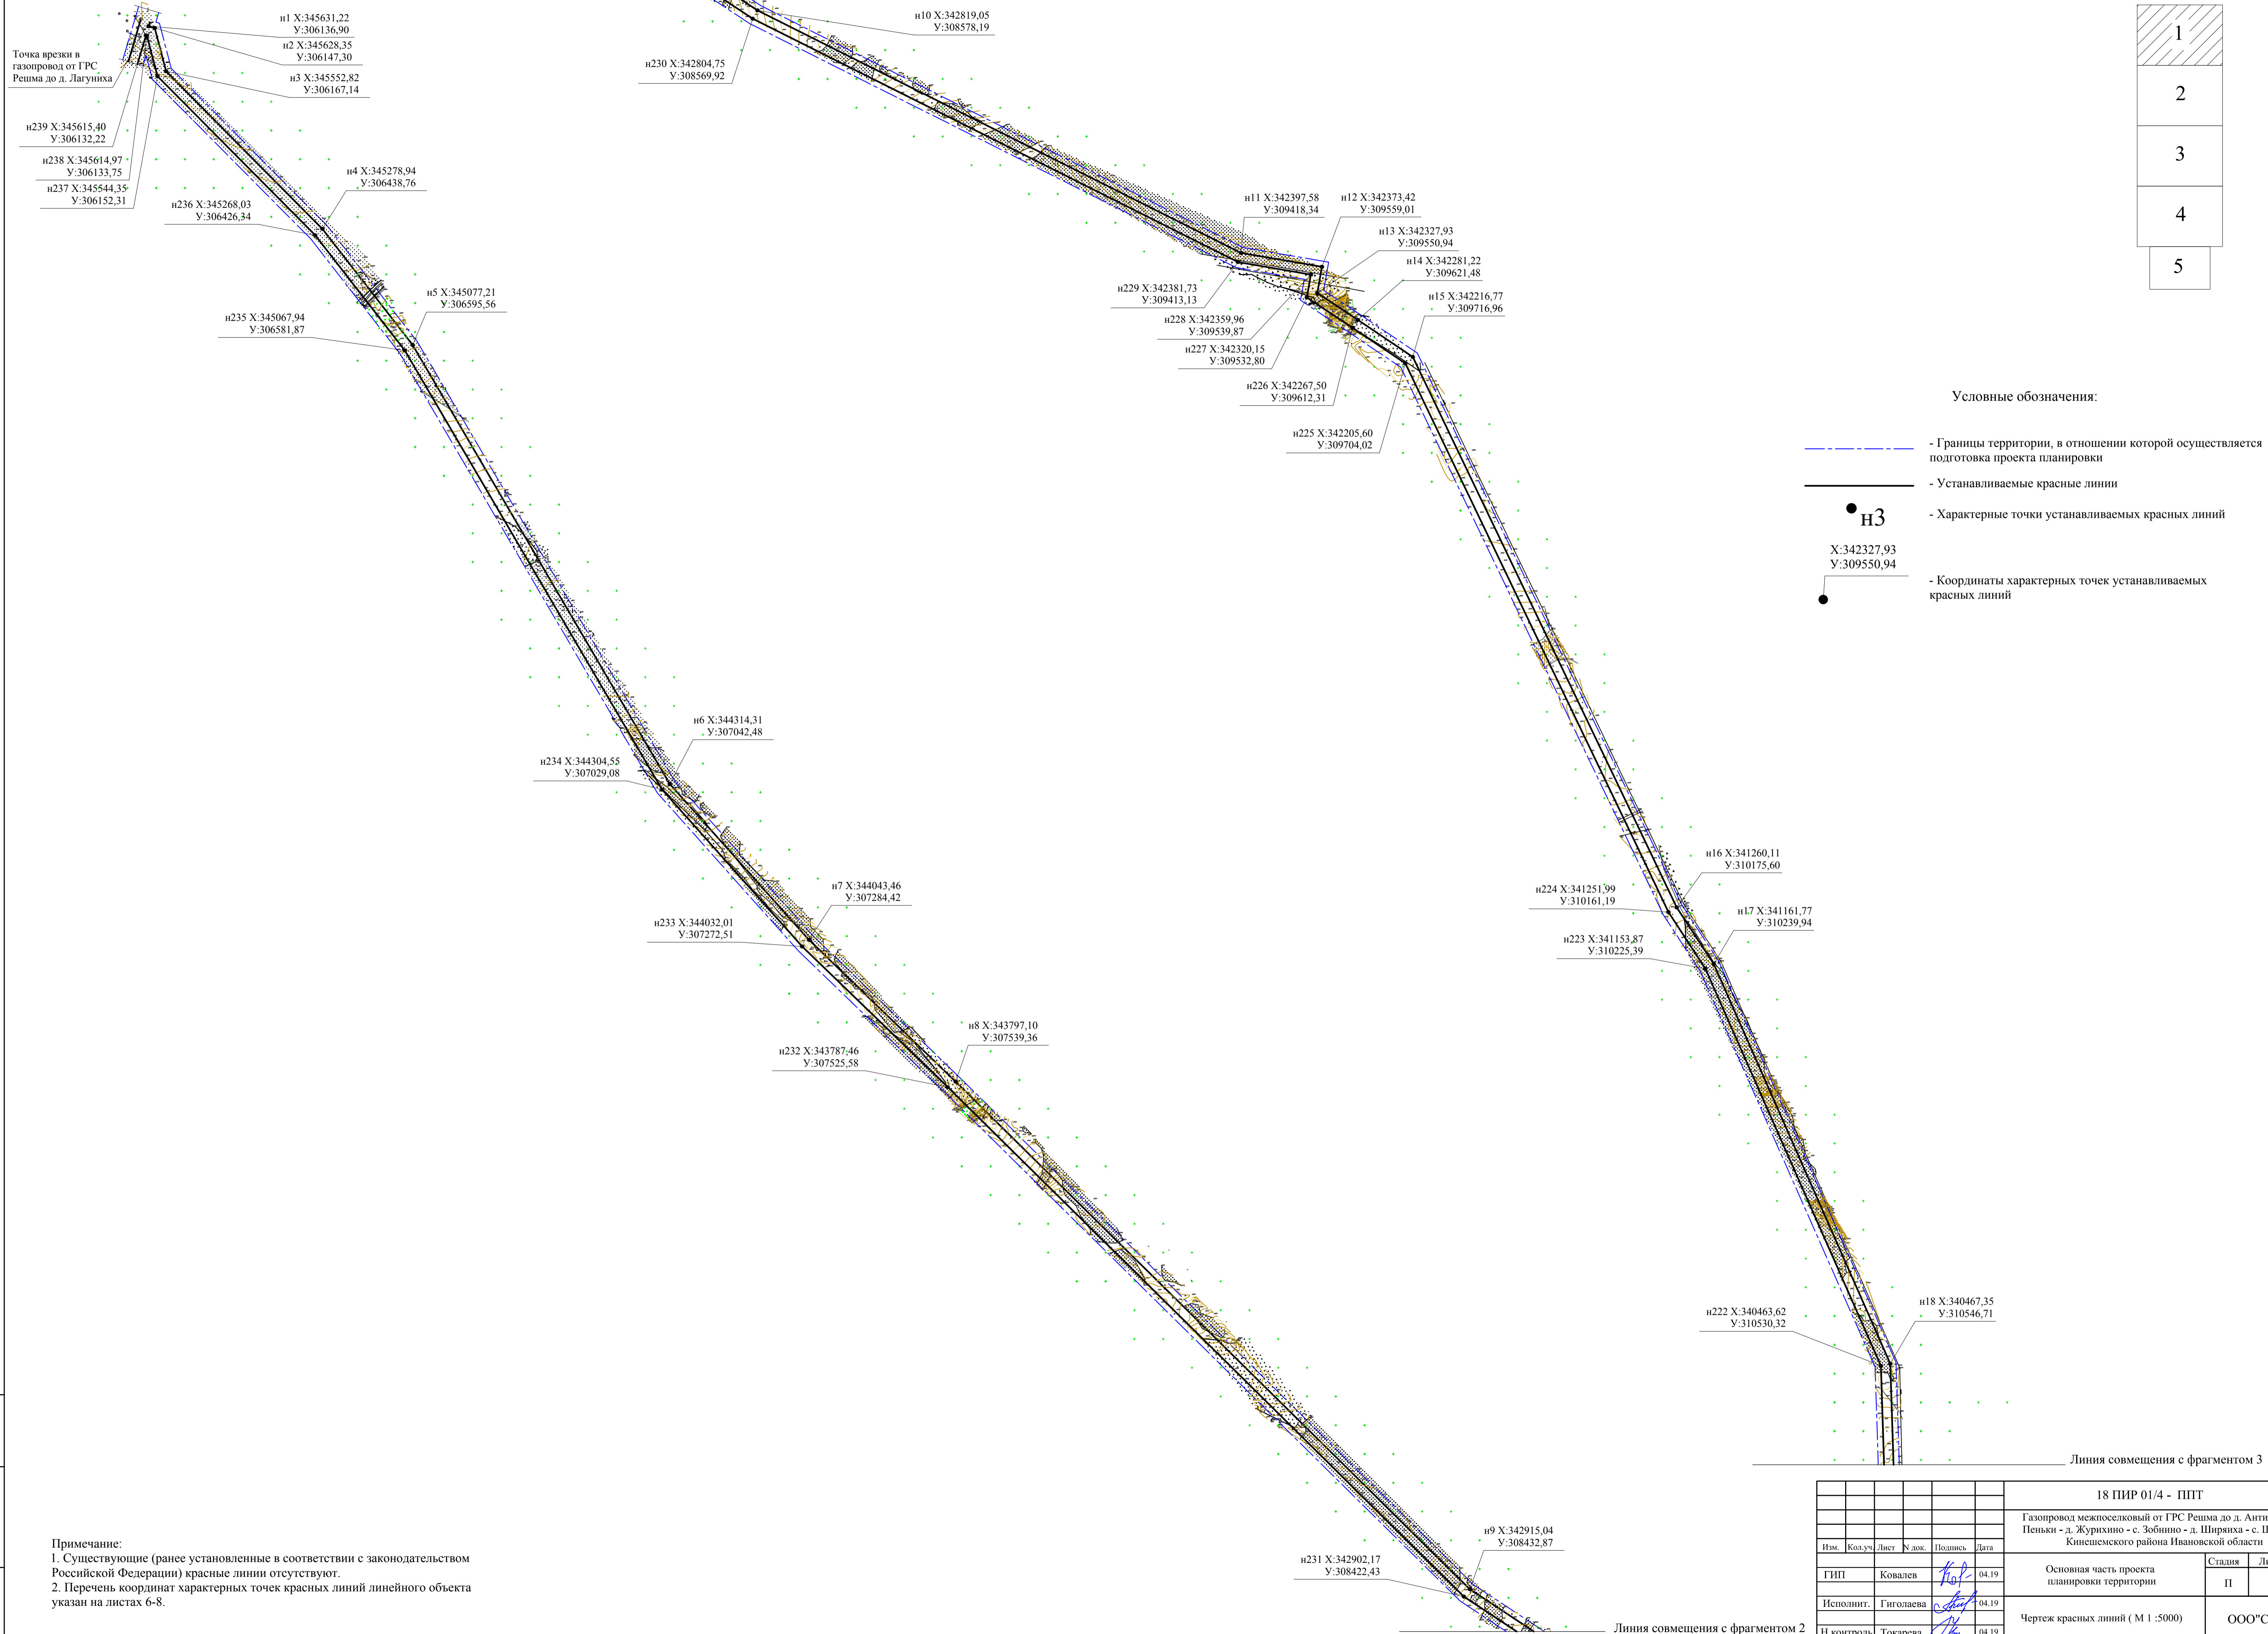 н1 Х:345631,22
У:306136,90
н2 Х:345628,35
У:306147,30
н3 Х:345552,82
У:306167,14
Точка врезки в
газопровод от ГРС
Решма до д. Лагуниха
н239 Х:345615,40
У:306132,22
н238 Х:345614,97
У:306133,75
н237 Х:345544,35
У:306152,31
н4 Х:345278,94
У:306438,76
н236 Х:345268,03
У:306426,34
н5 Х:345077,21
У:306595,56
н235 Х:345067,94
У:306581,87
н6 Х:344314,31
У:307042,48
н234 Х:344304,55
У:307029,08
н7 Х:344043,46
У:307284,42
н233 Х:344032,01
У:307272,51
н8 Х:343797,10
У:307539,36
н232 Х:343787,46
У:307525,58
н9 Х:342915,04
У:308432,87
н231 Х:342902,17
У:308422,43
Линия совмещения с фрагментом 2
н10 Х:342819,05
У:308578,19
н230 Х:342804,75
У:308569,92
н11 Х:342397,58
У:309418,34
н12 Х:342373,42
У:309559,01
н13 Х:342327,93
У:309550,94
н14 Х:342281,22
У:309621,48
н15 Х:342216,77
У:309716,96
н229 Х:342381,73
У:309413,13
н228 Х:342359,96
У:309539,87
н227 Х:342320,15
У:309532,80
н226 Х:342267,50
У:309612,31
н225 Х:342205,60
У:309704,02
н16 Х:341260,11
У:310175,60
н224 Х:341251,99
У:310161,19
н17 Х:341161,77
У:310239,94
н223 Х:341153,87
У:310225,39
н18 Х:340467,35
У:310546,71
н222 Х:340463,62
У:310530,32
Линия совмещения с фрагментом 3
1
2
3
4
5
Условные обозначения:
- Границы территории, в отношении которой осуществляется
подготовка проекта планировки
- Устанавливаемые красные линии
н3
- Характерные точки устанавливаемых красных линий
Х:342327,93
У:309550,94
- Координаты характерных точек устанавливаемых
красных линий
Примечание:
1. Существующие (ранее установленные в соответствии с законодательством
Российской Федерации) красные линии отсутствуют.
2. Перечень координат характерных точек красных линий линейного объекта
указан на листах 6-8.
18 ПИР 01/4 - ППТ
Газопровод межпоселковый от ГРС Решма до д.
Пеньки - д. Журихино - с. Зобнино - д. Ширяиха - с.
Кинешемского района Ивановской области
Изм. Кол.уч. Лист N док. Подпись Дата
ГИП Ковалев 04.19
Основная часть проекта
планировки территории
Стадия
П
Исполнит. Гиголаева 04.19
Чертеж красных линий ( М 1 :5000)
Н.контроль Токарева 04.19